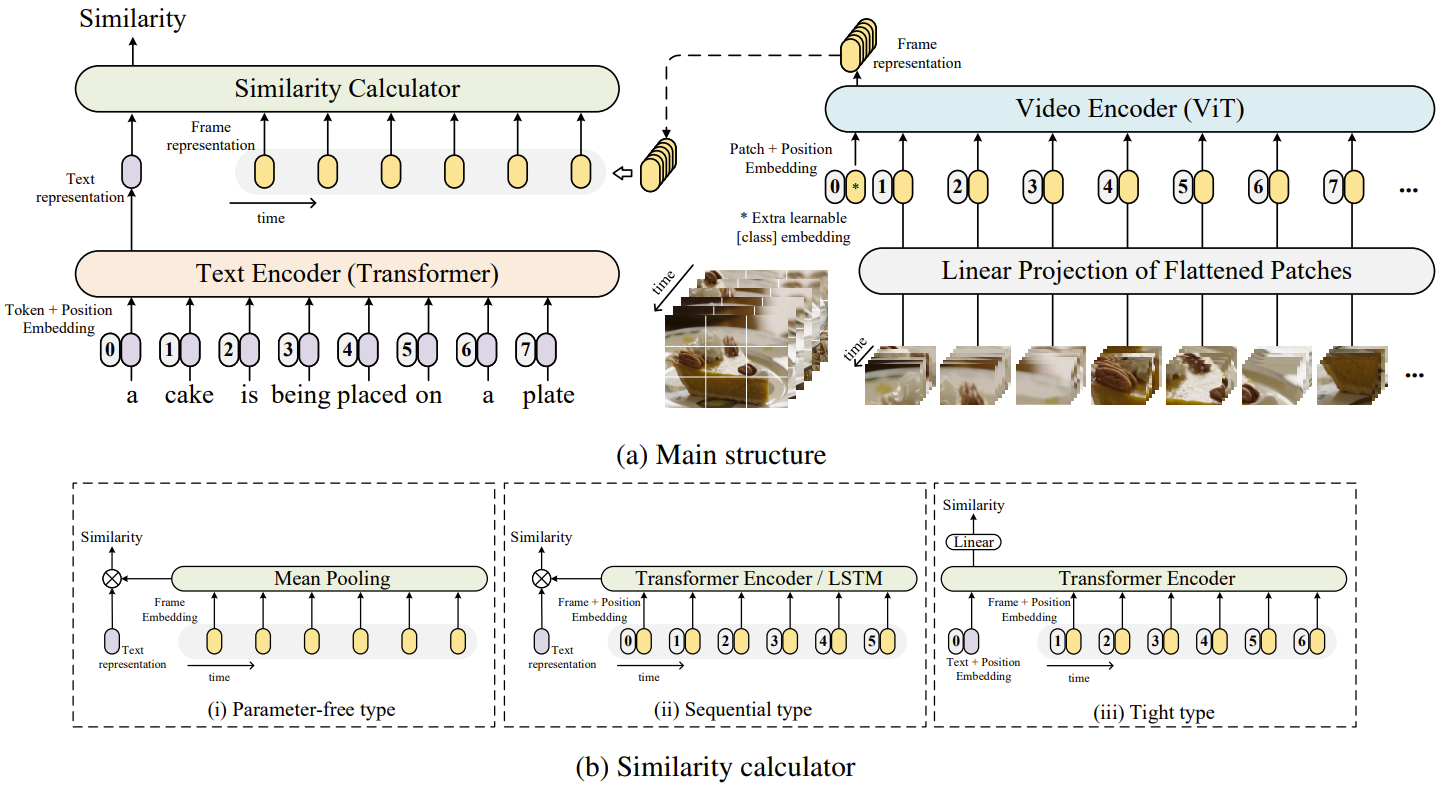 Similarity
Similarity Calculator
Frame
representation
Text
representation
time
Text Encoder (Transformer)
Token + Position
Embedding
0 1 2 3 4 5 6 7
a cake is being placed on a plate
Frame
representation
Video Encoder (ViT)
Patch + Position
Embedding
0 * 1 2 3 4 5 6 7 ...
* Extra learnable
[class] embedding
Linear Projection of Flattened Patches
time
time
...
(a) Main structure
Similarity
Mean Pooling
Frame
Embedding
Text
representation
time
(i) Parameter-free type
Similarity
Transformer Encoder / LSTM
Frame + Position
Embedding
0 1 2 3 4 5
Text
representation
time
(ii) Sequential type
Similarity
Linear
Transformer Encoder
Frame + Position
Embedding
0 1 2 3 4 5 6
Text + Position
Embedding
time
(iii) Tight type
(b) Similarity calculator